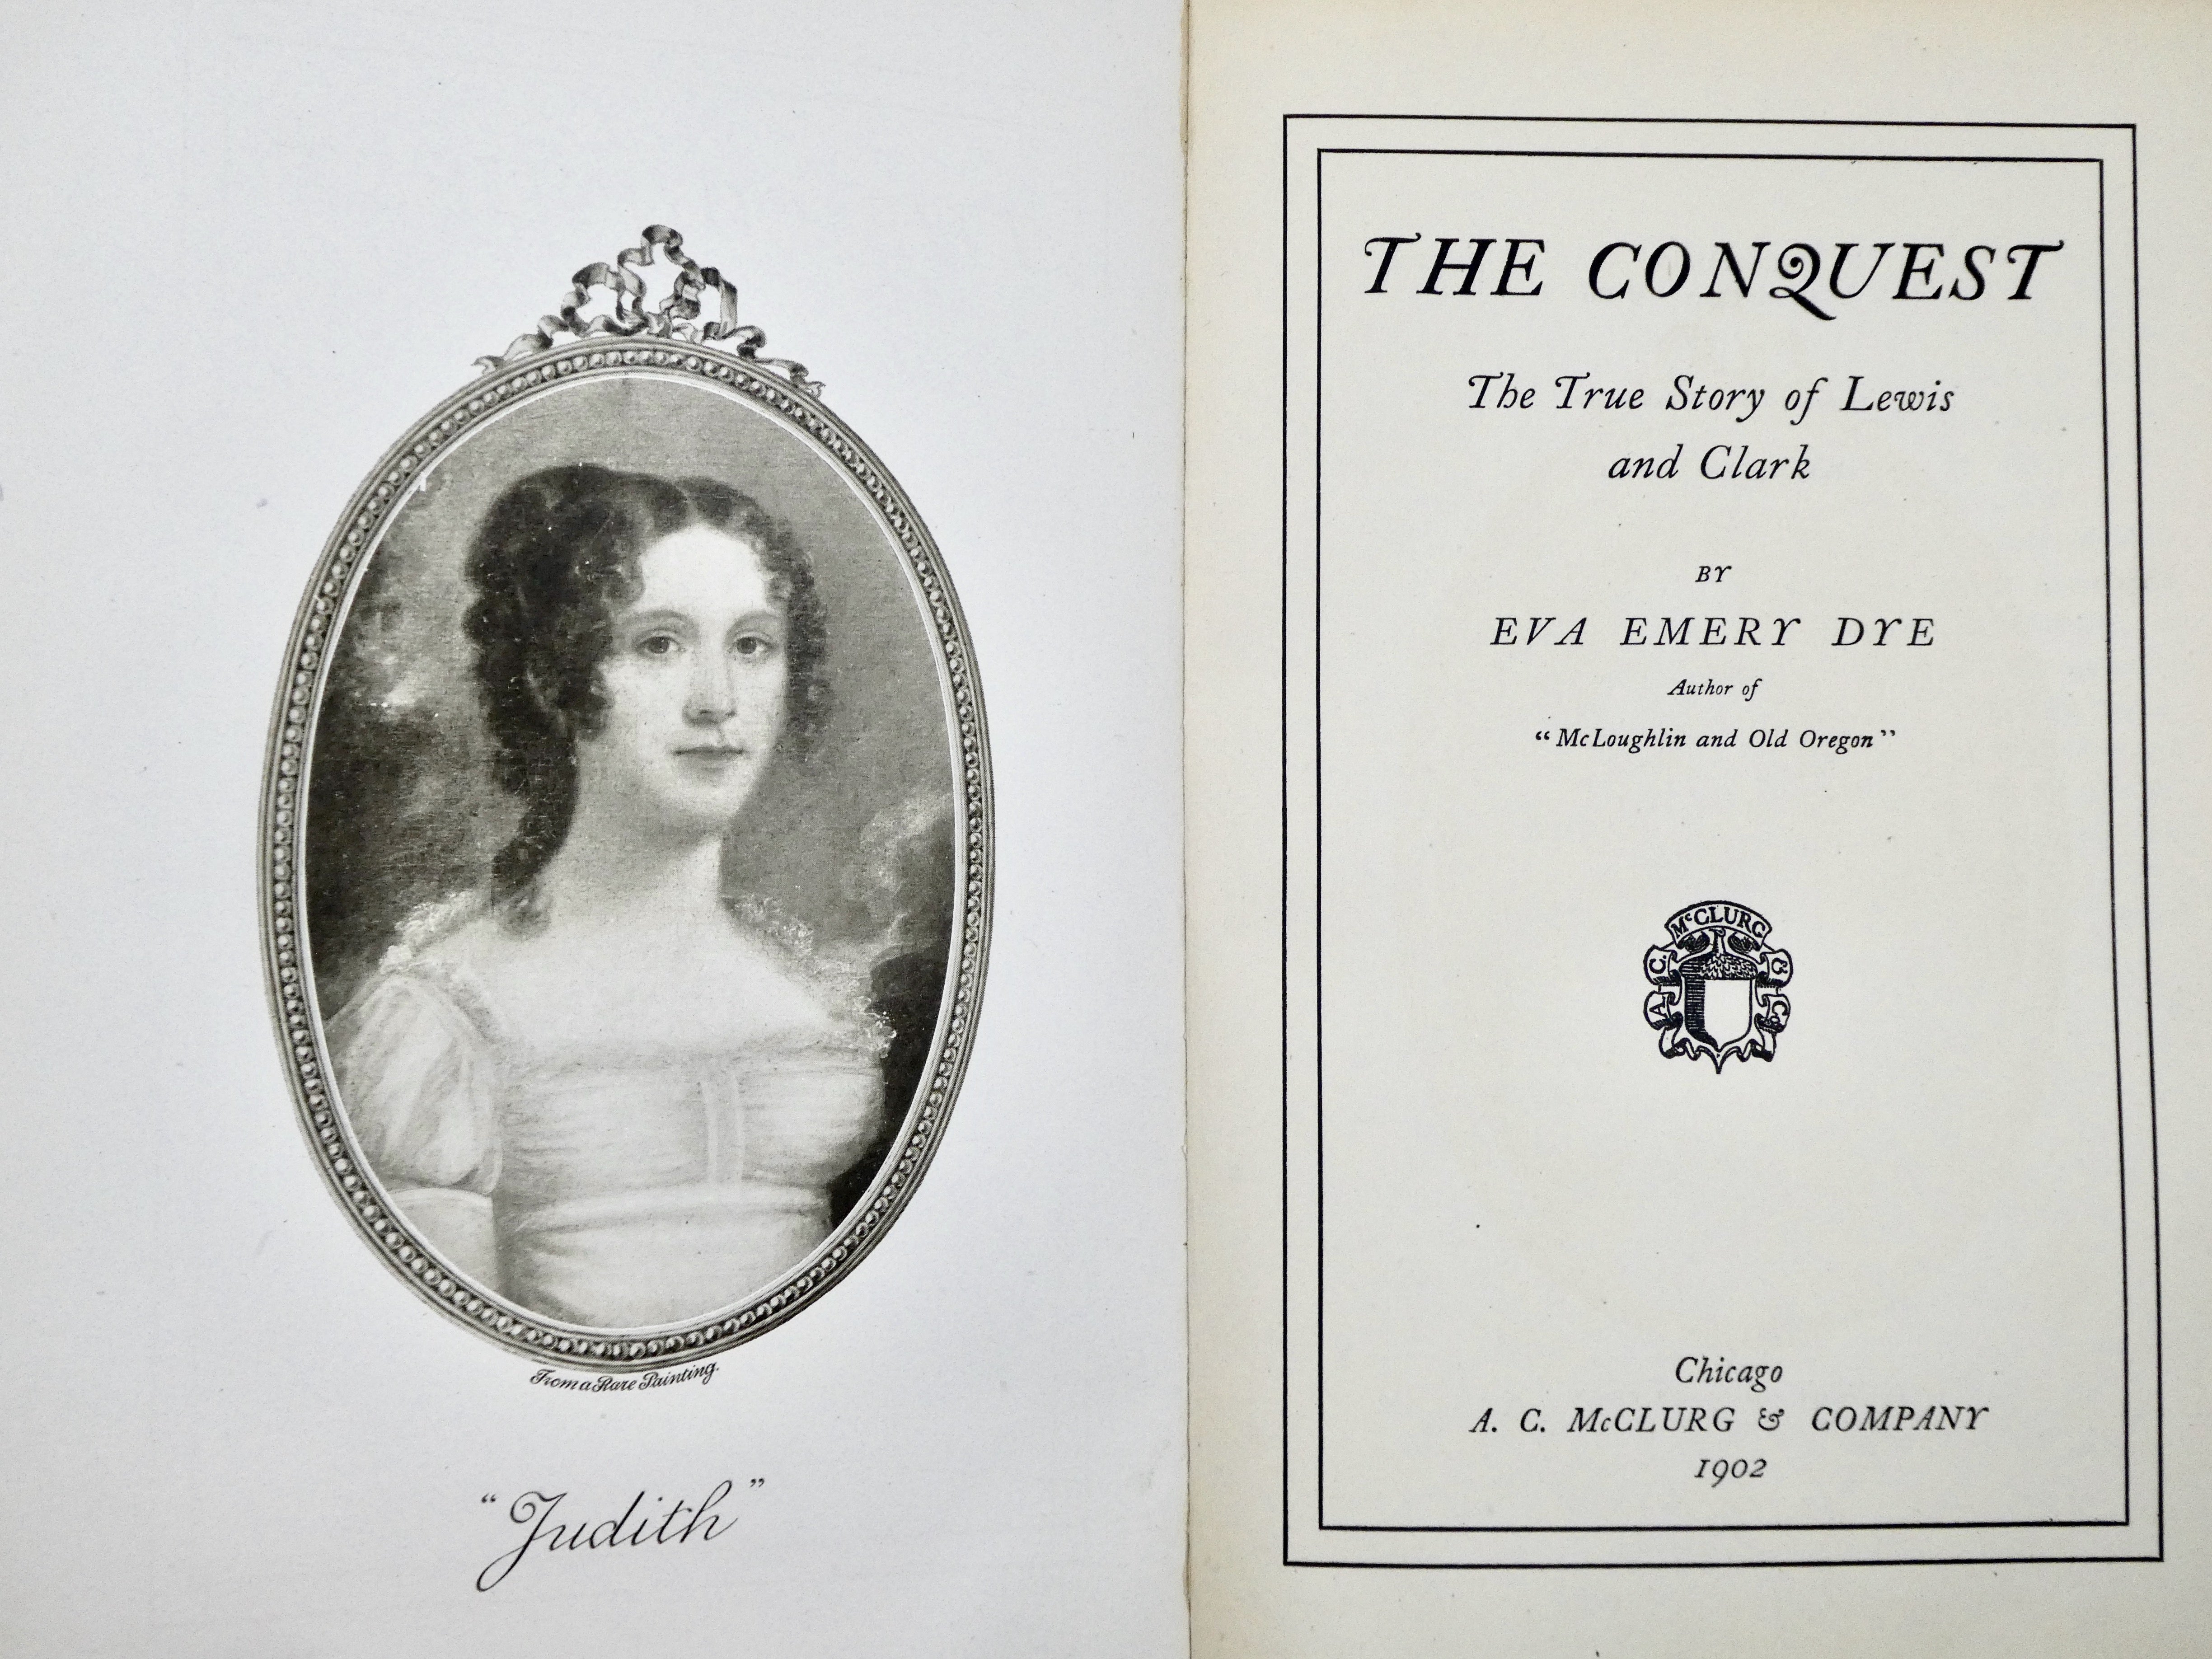 From a Rare Painting.
“Judith”
THE CONQUEST
The True Story of Lewis
and Clark
BY
EVA EMERY DYE
Author of
“McLoughlin and Old Oregon”
A. C. McCLURG & Co.
Chicago
A. C. McCLURG & COMPANY
1902